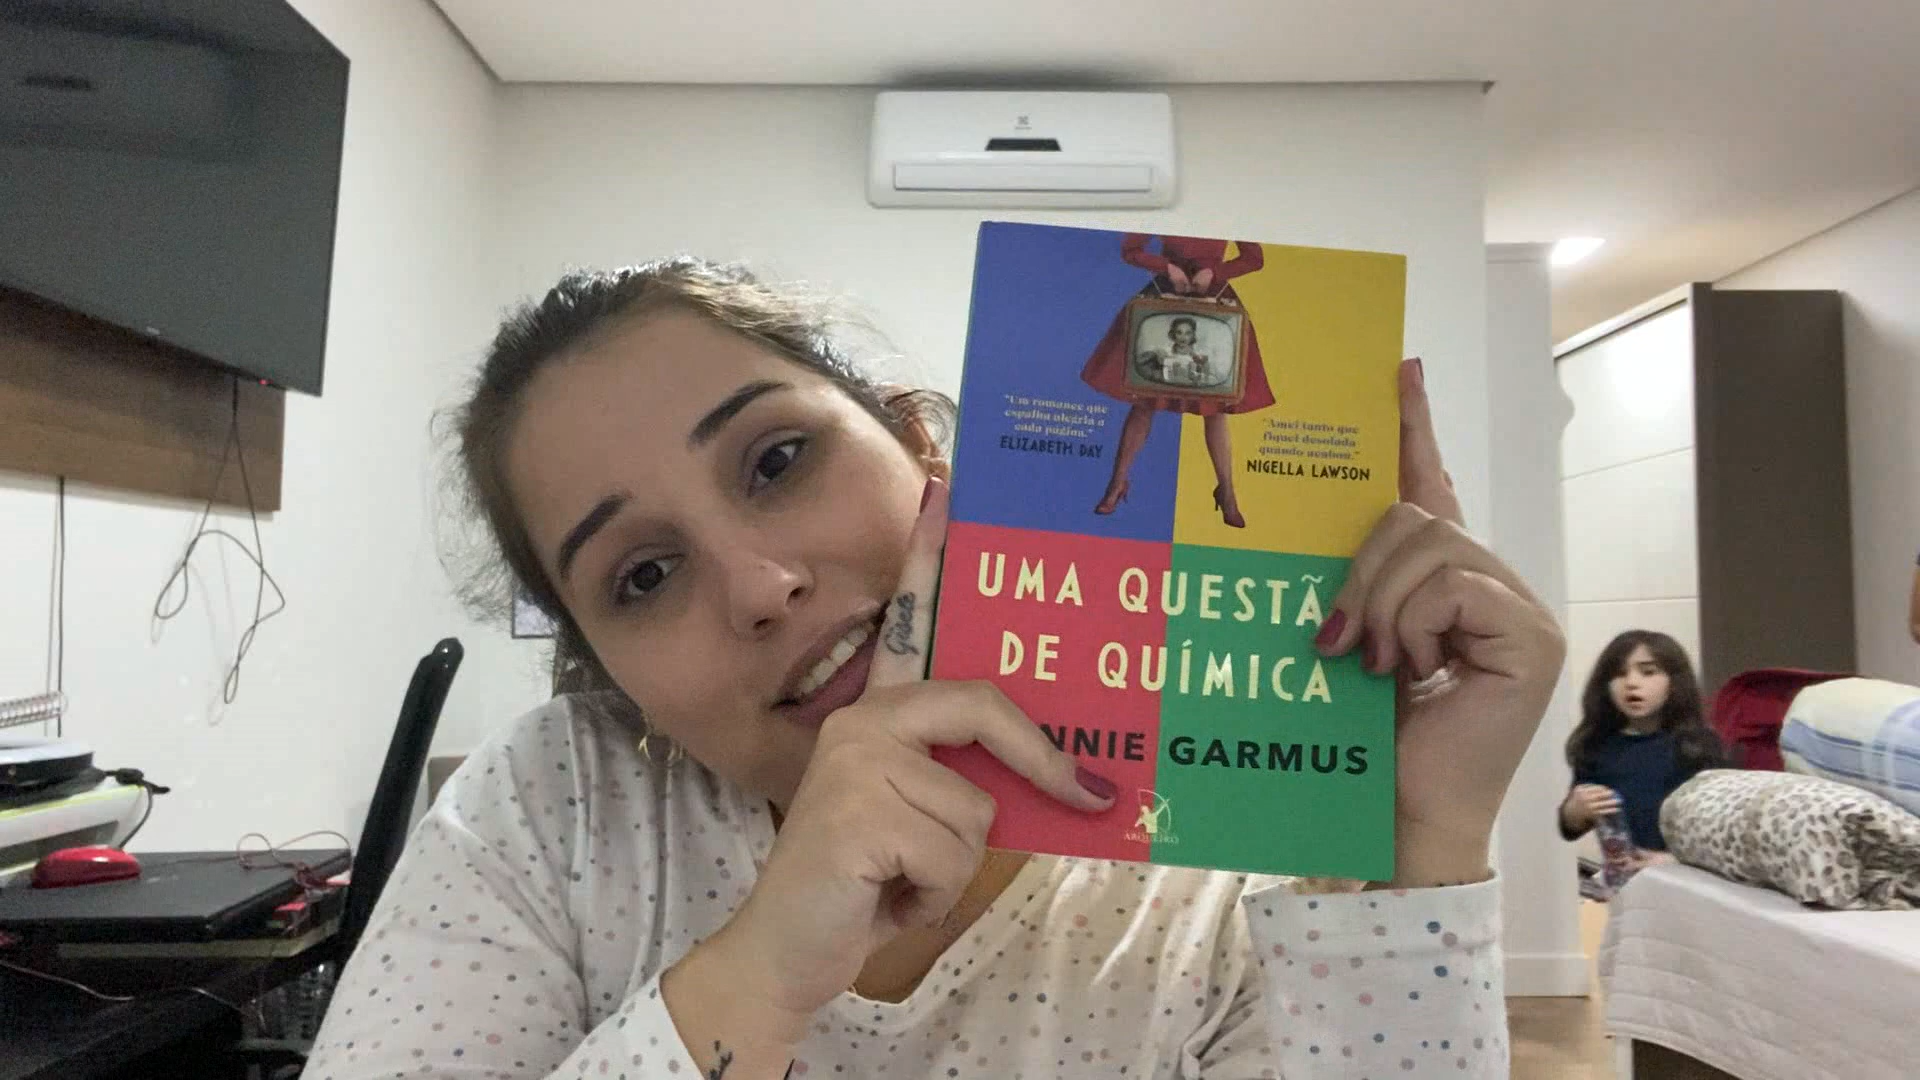 "Um romance que
espalha alegria a
cada página."
ELIZABETH DAY
"Amei tanto que
fiquei desolada
quando acabou."
NIGELLA LAWSON
UMA QUESTÃ
DE QUÍMICA
NNIE GARMUS
ARQUEIRO